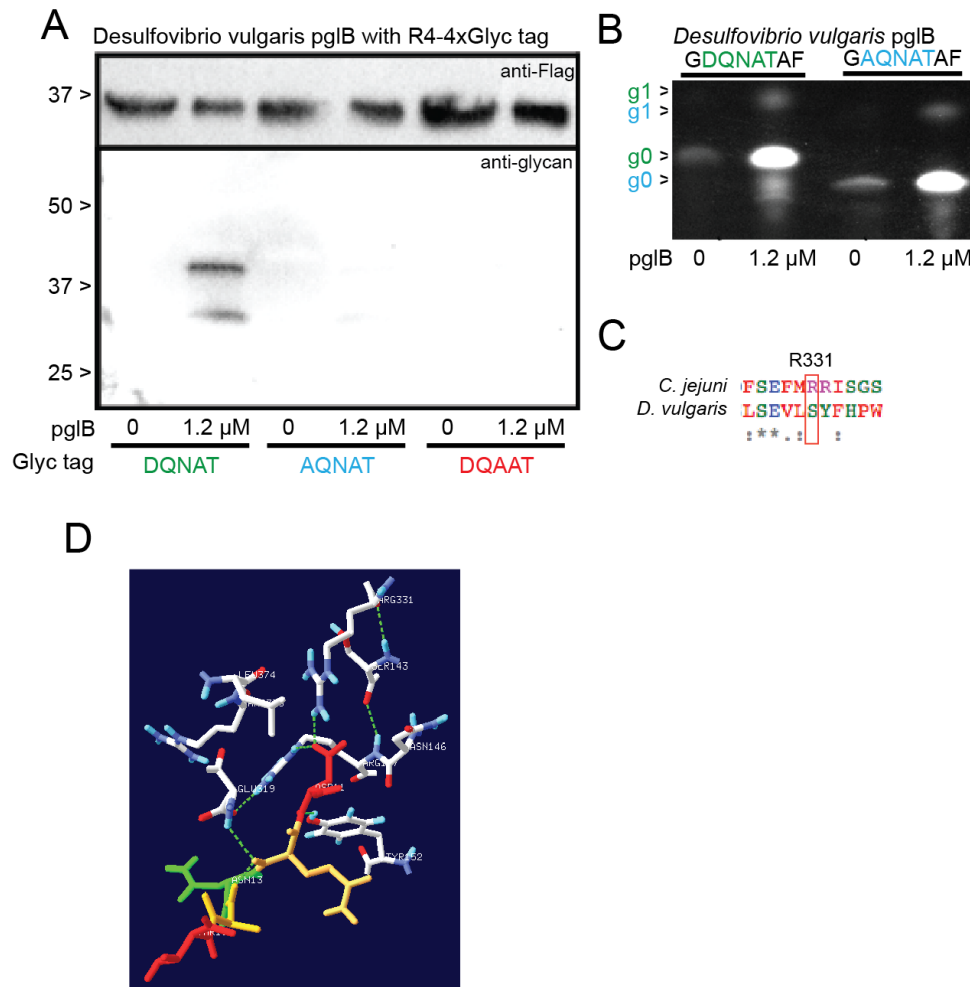 A
Desulfovibrio vulgaris pglB with R4-4xGlyc tag
anti-Flag
37 >
anti-glycan
50 >
37 >
25 >
pglB 0 1.2 µM 0 1.2 µM 0 1.2 µM
Glyc tag DQNAT AQNAT DQAAT
B
Desulfovibrio vulgaris pglB
GDQNATAF GAQNATAF
g1 >
g1 >
g0 >
g0 >
pglB 0 1.2 µM 0 1.2 µM
C
R331
C. jejuni FSEFMRRISGS
D. vulgaris LSEVLSYFHPW
:**.: :
D
ARG331
SER143
LEU374
ASN146
GLU319
TYR152
ASN13